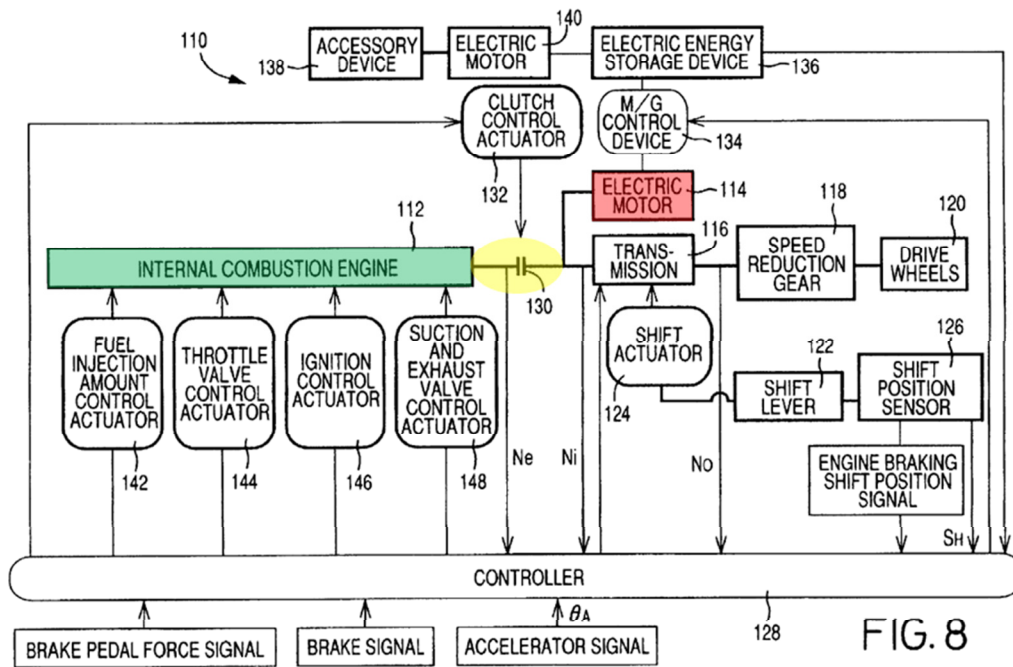 110
ACCESSORY
DEVICE
138
ELECTRIC
MOTOR
140
ELECTRIC ENERGY
STORAGE DEVICE
136
CLUTCH
CONTROL
ACTUATOR
132
M/G
CONTROL
DEVICE
134
ELECTRIC
MOTOR
114
112
INTERNAL COMBUSTION ENGINE
130
TRANS-
MISSION
116
SPEED
REDUCTION
GEAR
118
DRIVE
WHEELS
120
FUEL
INJECTION
AMOUNT
CONTROL
ACTUATOR
142
THROTTLE
VALVE
CONTROL
ACTUATOR
144
IGNITION
CONTROL
ACTUATOR
146
SUCTION
AND
EXHAUST
VALVE
CONTROL
ACTUATOR
148
SHIFT
ACTUATOR
124
SHIFT
LEVER
122
SHIFT
POSITION
SENSOR
126
Ne
Ni
No
ENGINE BRAKING
SHIFT POSITION
SIGNAL
SH
CONTROLLER
128
BRAKE PEDAL FORCE SIGNAL
BRAKE SIGNAL
θA
ACCELERATOR SIGNAL
FIG. 8